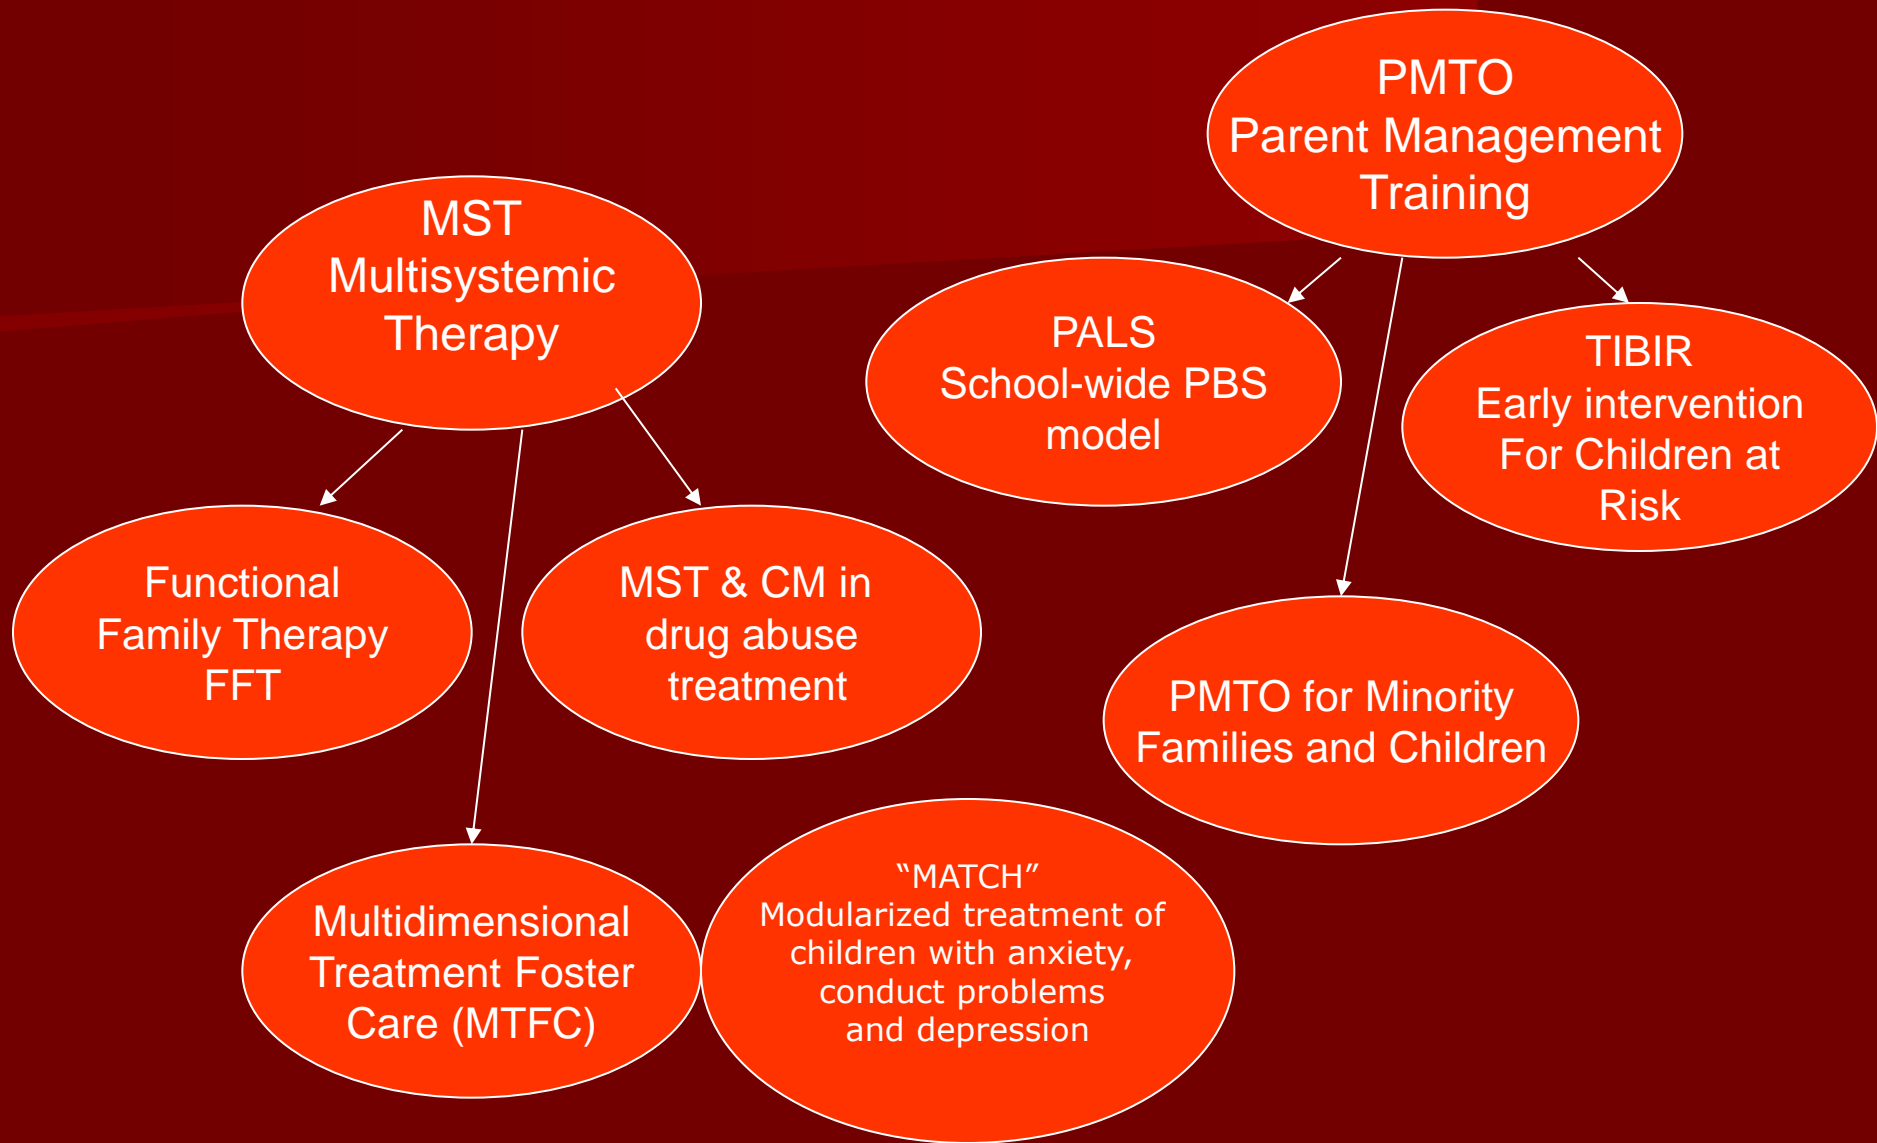 PMTO
Parent Management
Training
MST
Multisystemic
Therapy
PALS
School-wide PBS
model
TIBIR
Early intervention
For Children at
Risk
Functional
Family Therapy
FFT
MST & CM in
drug abuse
treatment
PMTO for Minority
Families and Children
Multidimensional
Treatment Foster
Care (MTFC)
“MATCH”
Modularized treatment of
children with anxiety,
conduct problems
and depression